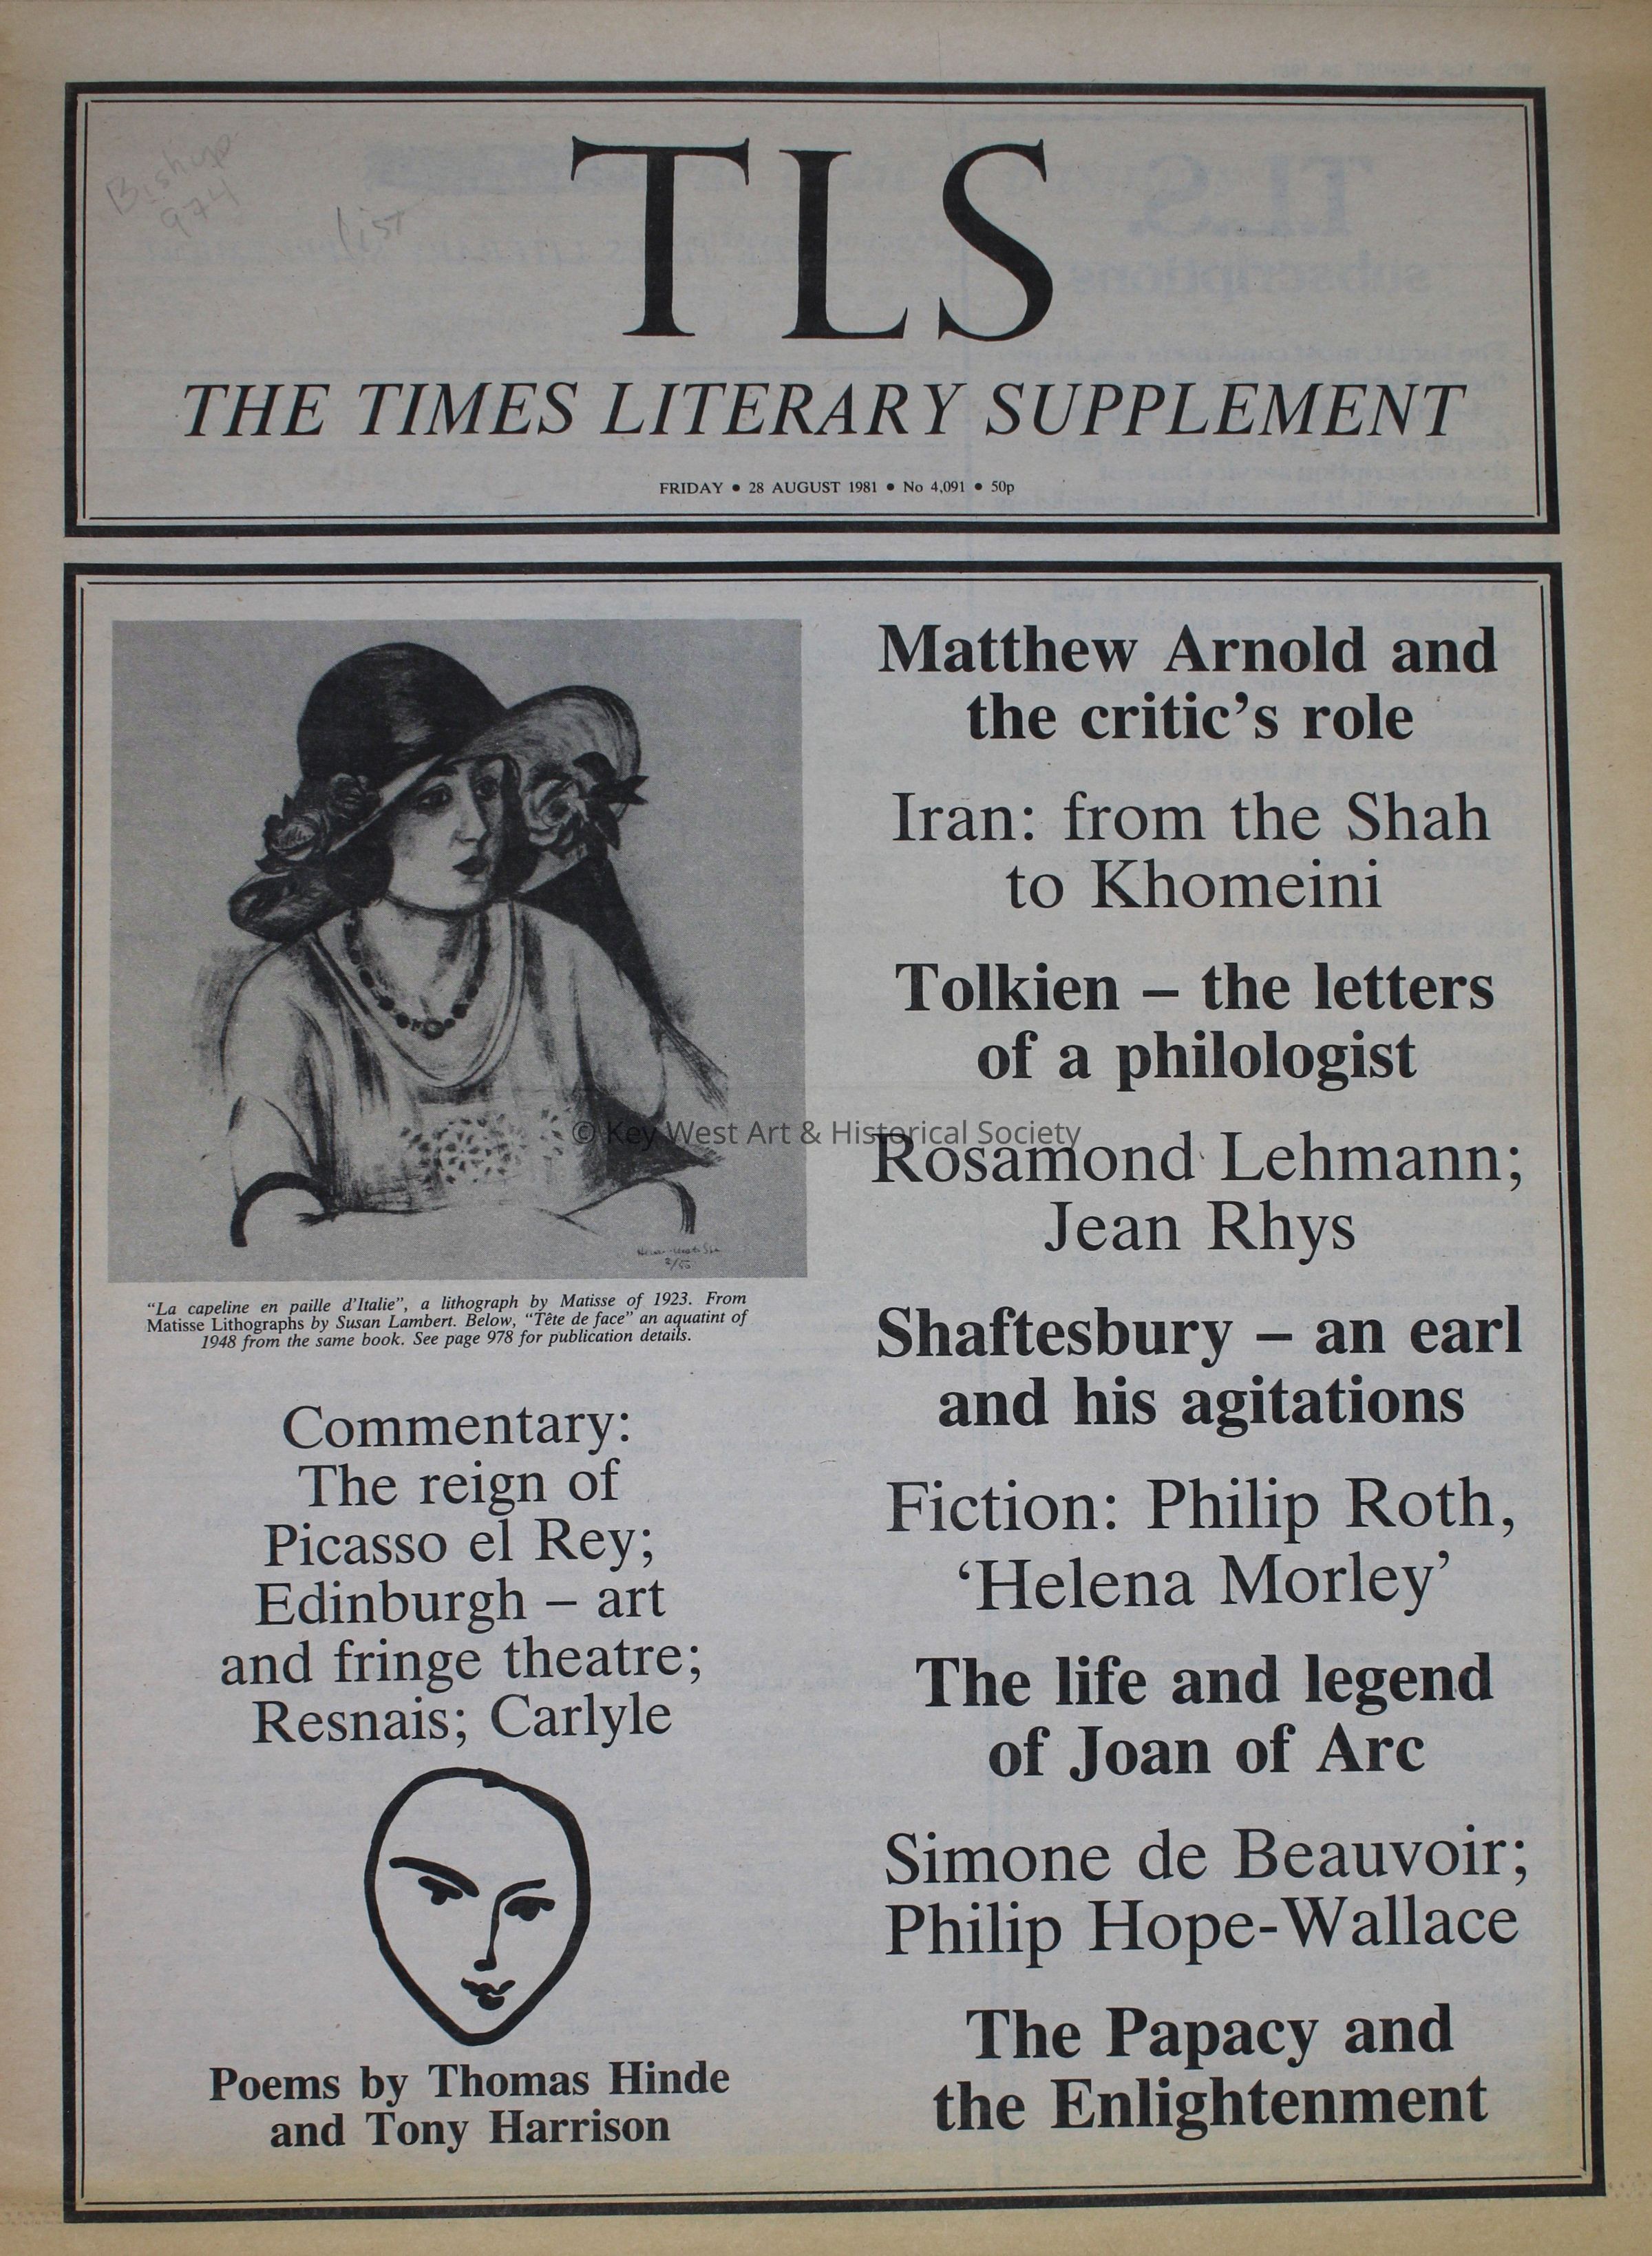 Bishop
974
list
TLS
THE TIMES LITERARY SUPPLEMENT
FRIDAY • 28 AUGUST 1981 • No 4,091 • 50p
"La capeline en paille d'Italie", a lithograph by Matisse of 1923. From
Matisse Lithographs by Susan Lambert. Below, "Tête de face" an aquatint of
1948 from the same book. See page 978 for publication details.
Commentary:
The reign of
Picasso el Rey;
Edinburgh – art
and fringe theatre;
Resnais; Carlyle
Poems by Thomas Hinde
and Tony Harrison
Matthew Arnold and
the critic's role
Iran: from the Shah
to Khomeini
Tolkien – the letters
of a philologist
© Key West Art & Historical Society
Rosamond Lehmann;
Jean Rhys
Shaftesbury – an earl
and his agitations
Fiction: Philip Roth,
‘Helena Morley’
The life and legend
of Joan of Arc
Simone de Beauvoir;
Philip Hope-Wallace
The Papacy and
the Enlightenment